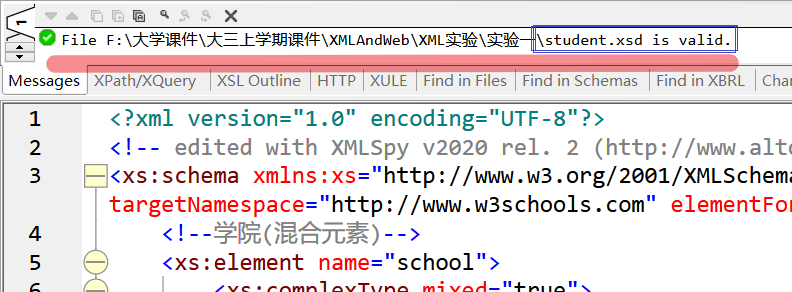 File F:\大学课件\大三上学期课件\XMLAndWeb\XML实验\实验一\student.xsd is valid.
Messages XPath/XQuery XSL Outline HTTP XULE Find in Files Find in Schemas Find in XBRL Char
1 <?xml version="1.0" encoding="UTF-8"?>
2 <!-- edited with XMLSpy v2020 rel. 2 (http://www.alto
3 <xs:schema xmlns:xs="http://www.w3.org/2001/XMLSchema
targetNamespace="http://www.w3schools.com" elementFor
4 <!--学院(混合元素)-->
5 <xs:element name="school">
6 <xs:complexType mixed="true">